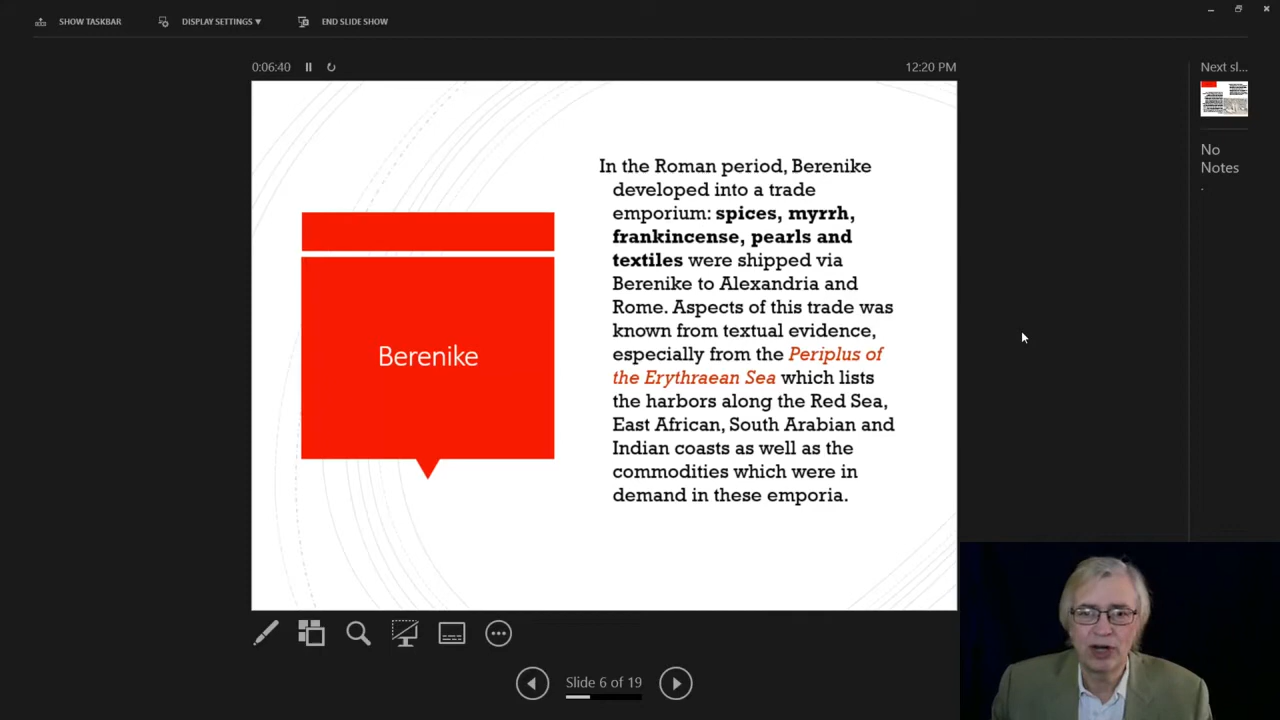 SHOW TASKBAR
DISPLAY SETTINGS ▼
END SLIDE SHOW
0:06:40
12:20 PM
Next sl...
No
Notes
.
Berenike
In the Roman period, Berenike
developed into a trade
emporium: spices, myrrh,
frankincense, pearls and
textiles were shipped via
Berenike to Alexandria and
Rome. Aspects of this trade was
known from textual evidence,
especially from the Periplus of
the Erythraean Sea which lists
the harbors along the Red Sea,
East African, South Arabian and
Indian coasts as well as the
commodities which were in
demand in these emporia.
Slide 6 of 19